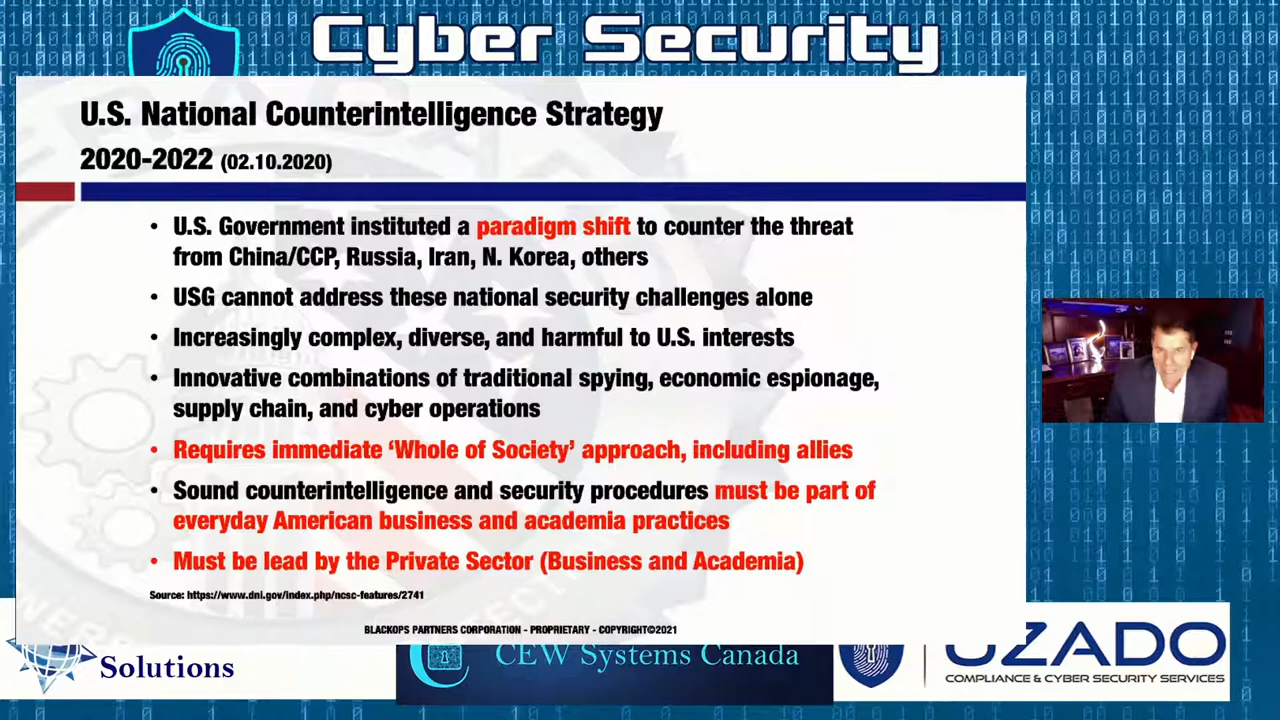 Cyber Security
U.S. National Counterintelligence Strategy
2020-2022 (02.10.2020)
• U.S. Government instituted a paradigm shift to counter the threat
from China/CCP, Russia, Iran, N. Korea, others
• USG cannot address these national security challenges alone
• Increasingly complex, diverse, and harmful to U.S. interests
• Innovative combinations of traditional spying, economic espionage,
supply chain, and cyber operations
• Requires immediate ‘Whole of Society’ approach, including allies
• Sound counterintelligence and security procedures must be part of
everyday American business and academia practices
• Must be lead by the Private Sector (Business and Academia)
Source: https://www.dni.gov/index.php/ncsc-features/2741
BLACKOPS PARTNERS CORPORATION - PROPRIETARY - COPYRIGHT©2021
Solutions
CEW Systems Canada
UZADO
COMPLIANCE & CYBER SECURITY SERVICES